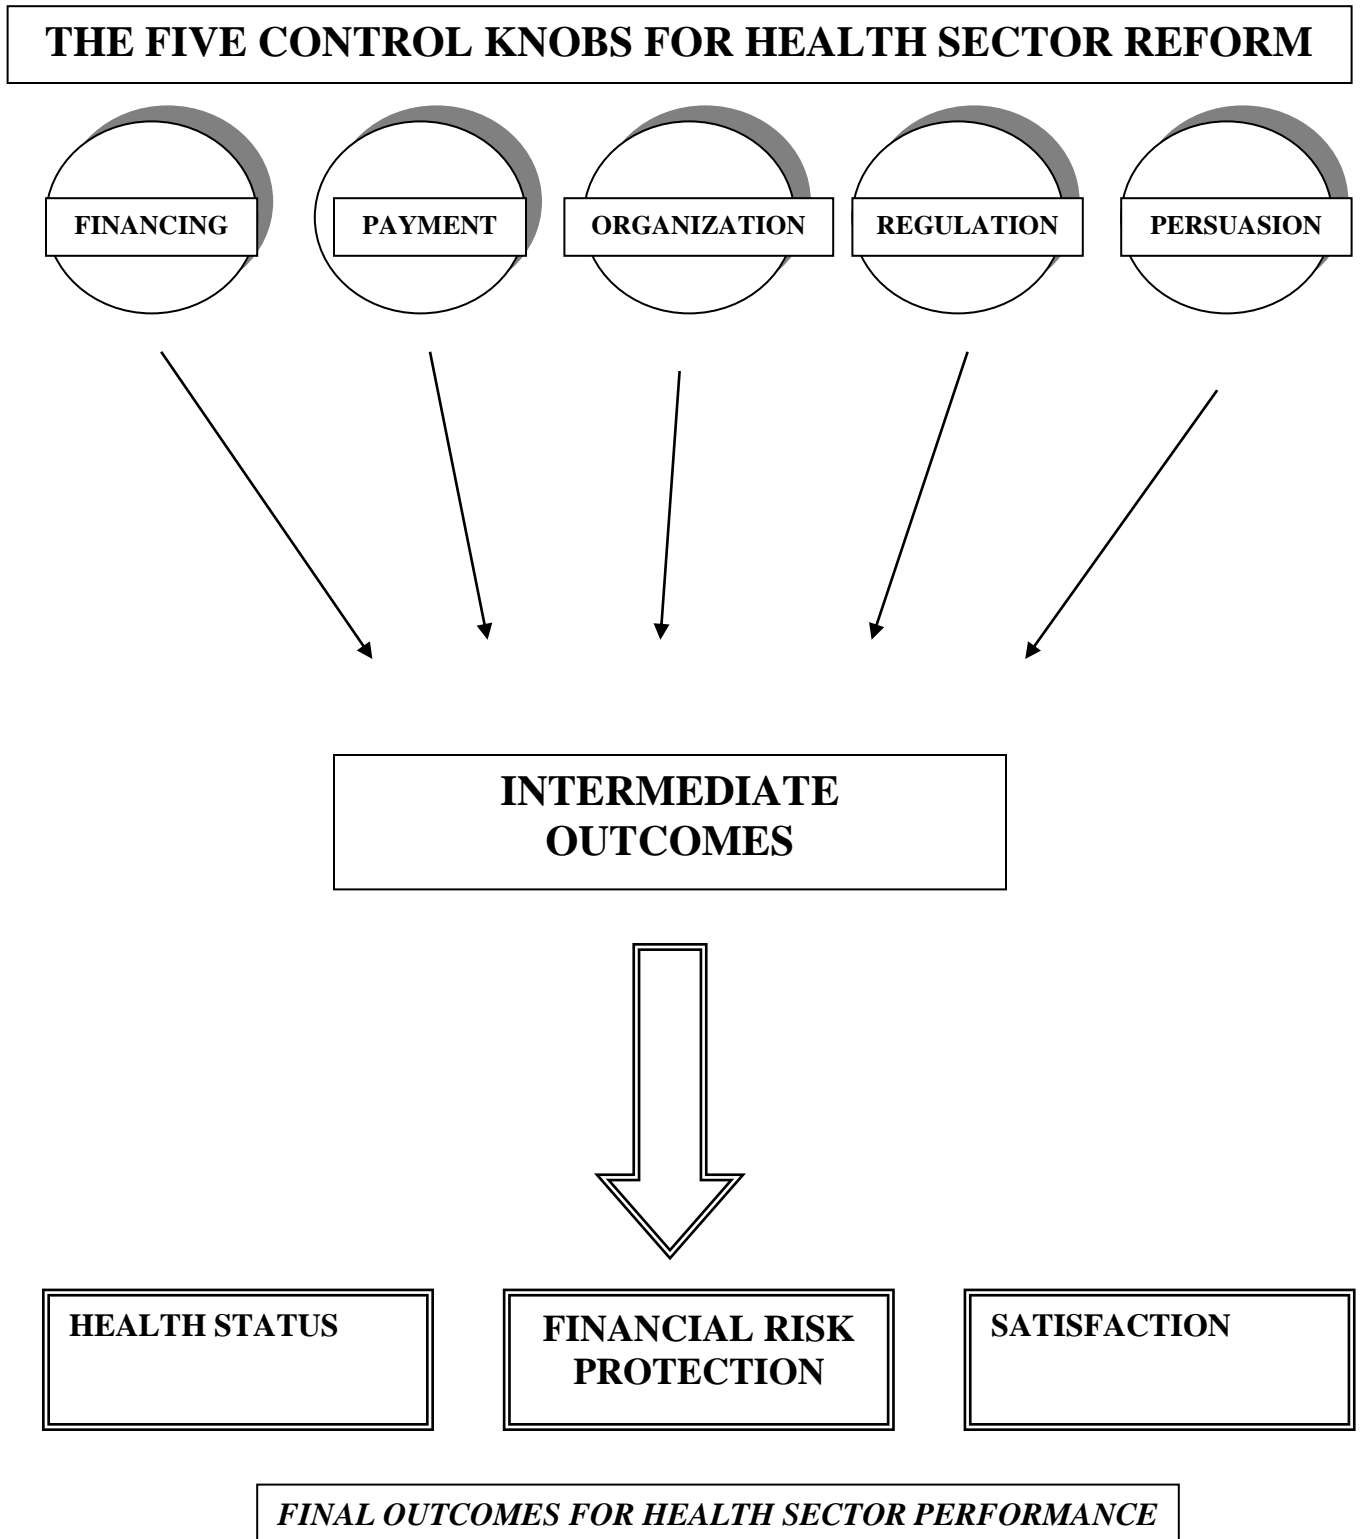 THE FIVE CONTROL KNOBS FOR HEALTH SECTOR REFORM
FINANCING
PAYMENT
ORGANIZATION
REGULATION
PERSUASION
INTERMEDIATE
OUTCOMES
HEALTH STATUS
FINANCIAL RISK
PROTECTION
SATISFACTION
FINAL OUTCOMES FOR HEALTH SECTOR PERFORMANCE